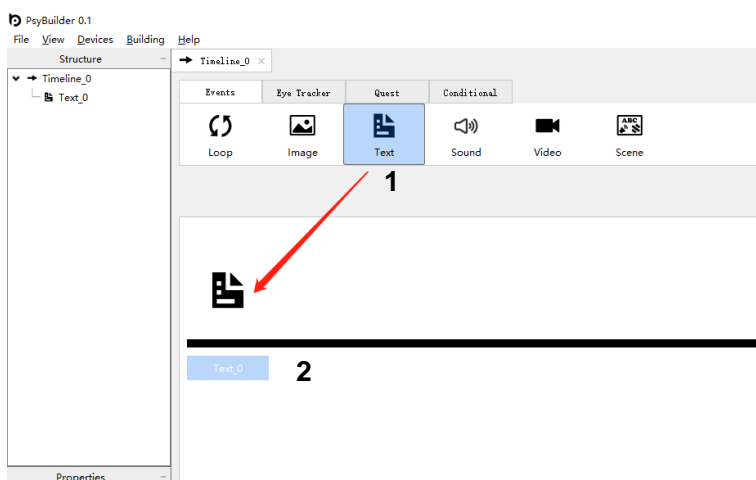 PsyBuilder 0.1
File View Devices Building Help
Structure
Timeline_0
Timeline_0
Text_0
Events Eye Tracker Quest Conditional
Loop Image Text Sound Video Scene
ABC
1
Text_0
2
Properties